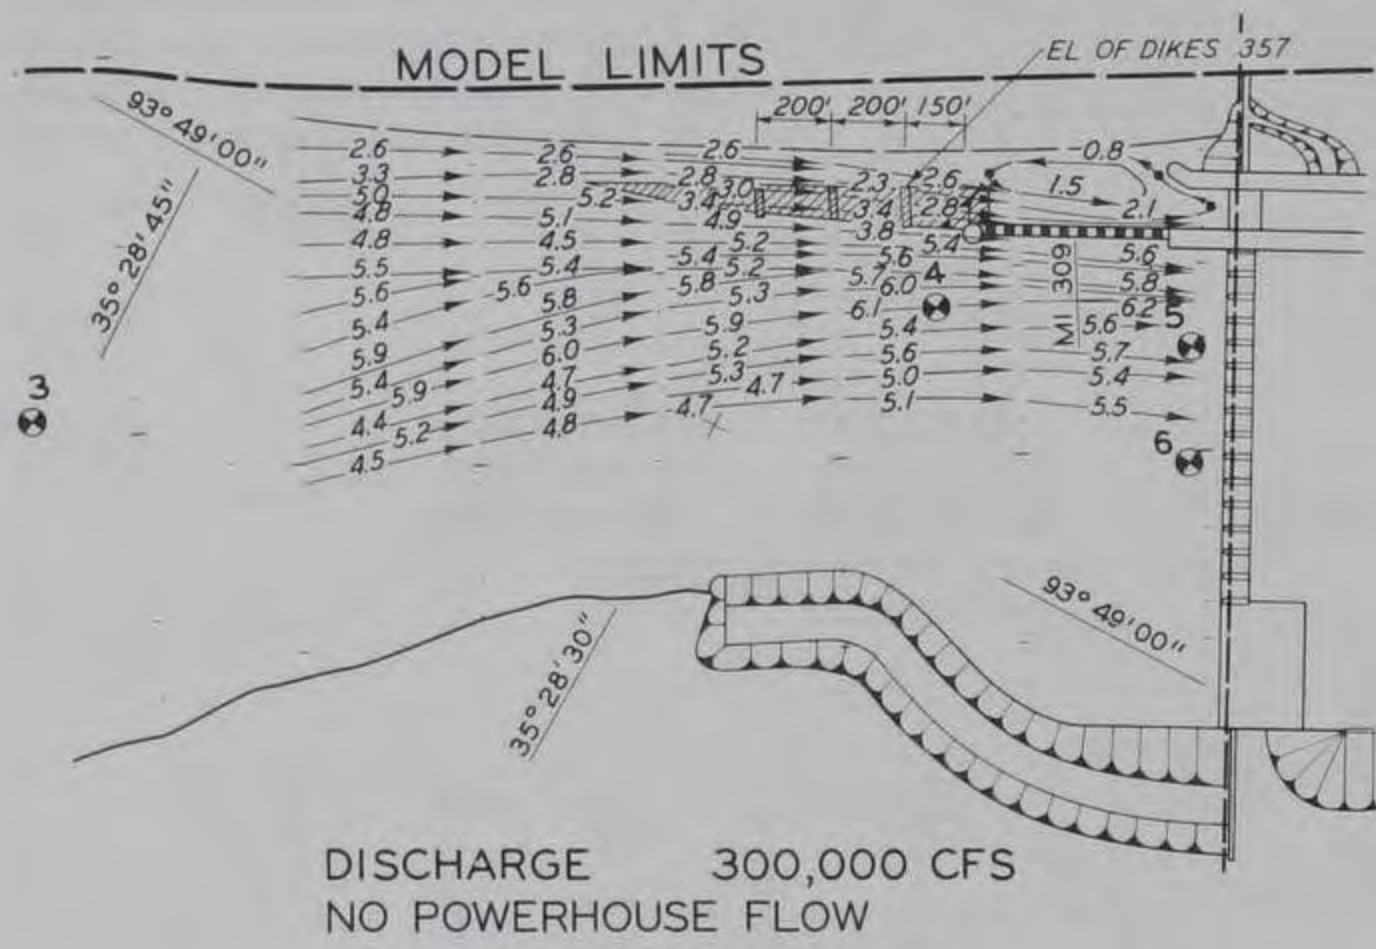 MODEL LIMITS
EL OF DIKES 357
93° 49' 00"
200' 200' 150'
35° 28' 45"
2.6 2.6 2.6 0.8
3.3 2.8 2.8 2.3 2.6 1.5
5.0 5.2 3.0
4.8 5.1 3.4 3.4 2.8 2.1
4.9 3.8
4.8 4.5 5.2 5.4 5.6
5.5 5.4 5.4 5.2 5.6 5.8
5.6 5.6 5.8 5.3 5.7 6.0 4 6.2
5.4 5.8 6.1 5.6 5
5.3 5.9 5.4 MI 309
5.9 6.0 5.2 5.6 5.7
5.4 5.9 4.7 5.3 4.7 5.0 5.4
3
4.4 5.2 4.9 4.7 5.1 5.5
4.5 4.8
6
93° 49' 00"
35° 28' 30"
DISCHARGE 300,000 CFS
NO POWERHOUSE FLOW